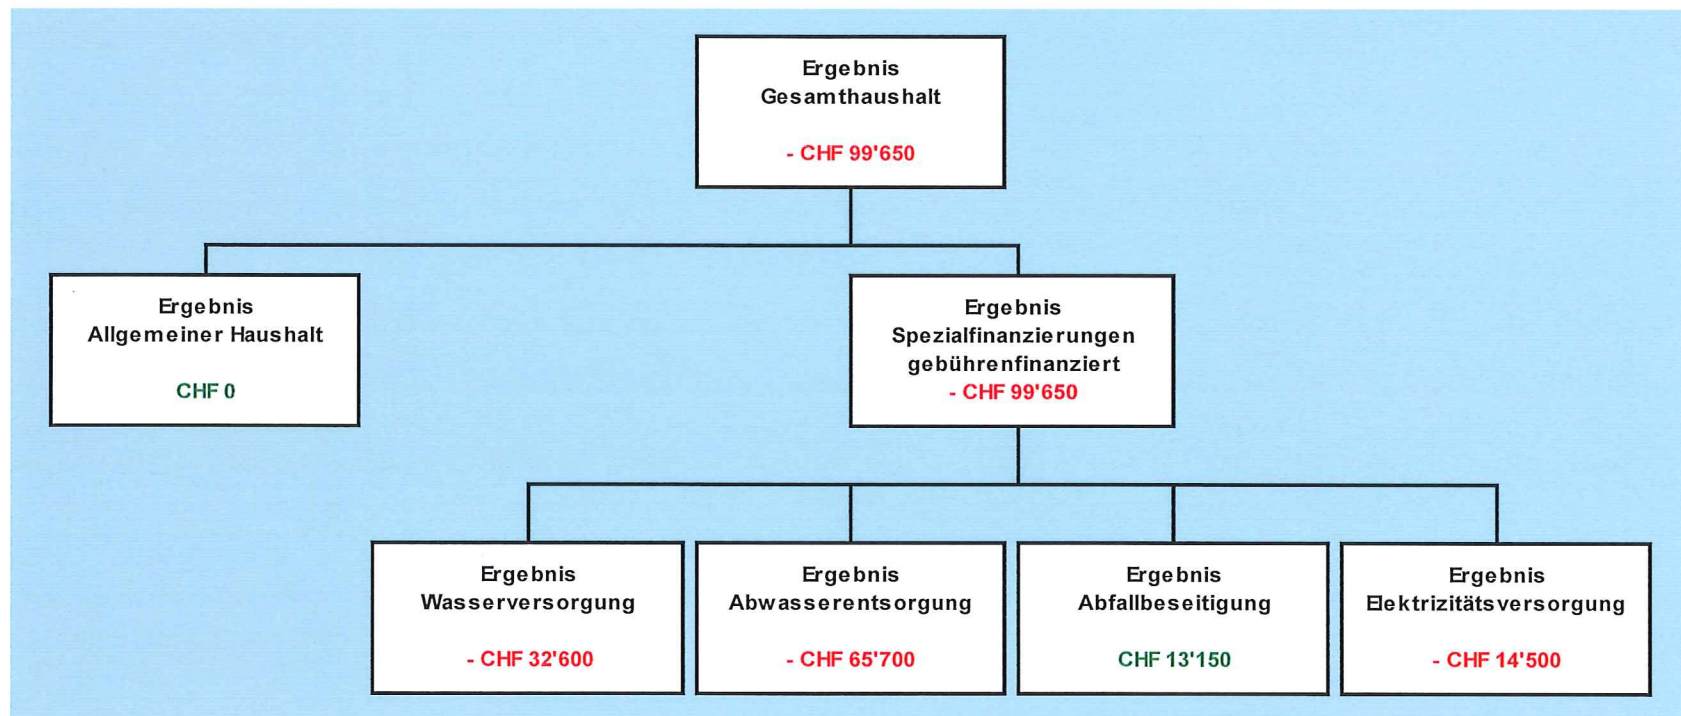 Ergebnis
Gesamthaushalt
- CHF 99'650
Ergebnis
Allgemeiner Haushalt
CHF 0
Ergebnis
Spezialfinanzierungen
gebührenfinanziert
- CHF 99'650
Ergebnis
Wasserversorgung
- CHF 32'600
Ergebnis
Abwasserentsorgung
- CHF 65'700
Ergebnis
Abfallbeseitigung
CHF 13'150
Ergebnis
Elektrizitätsversorgung
- CHF 14'500